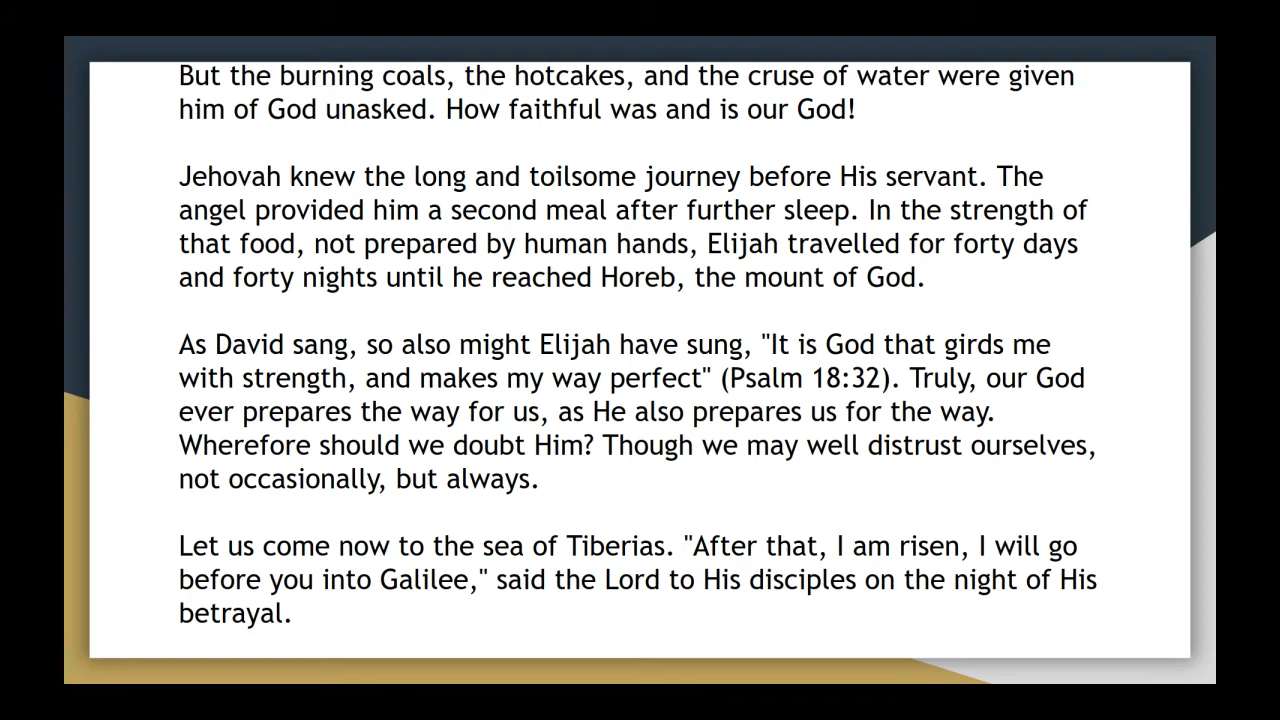 But the burning coals, the hotcakes, and the cruse of water were given
him of God unasked. How faithful was and is our God!
Jehovah knew the long and toilsome journey before His servant. The
angel provided him a second meal after further sleep. In the strength of
that food, not prepared by human hands, Elijah travelled for forty days
and forty nights until he reached Horeb, the mount of God.
As David sang, so also might Elijah have sung, "It is God that girds me
with strength, and makes my way perfect" (Psalm 18:32). Truly, our God
ever prepares the way for us, as He also prepares us for the way.
Wherefore should we doubt Him? Though we may well distrust ourselves,
not occasionally, but always.
Let us come now to the sea of Tiberias. "After that, I am risen, I will go
before you into Galilee," said the Lord to His disciples on the night of His
betrayal.